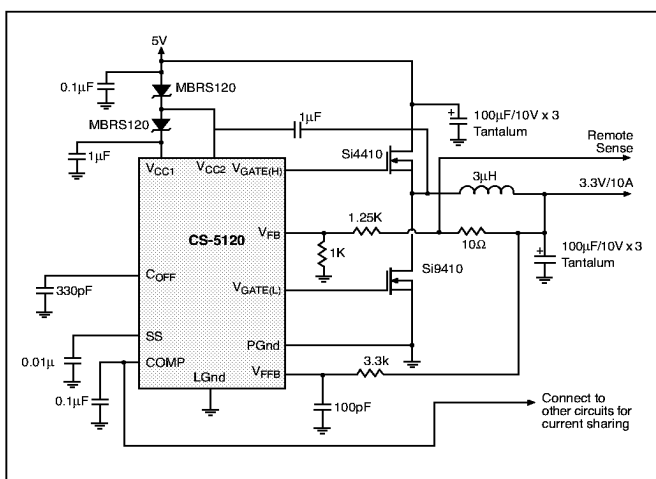 5V
0.1µF
MBRS120
MBRS120
1µF
1µF
100µF/10V x 3
Tantalum
Remote
Sense
Si4410
3µH
3.3V/10A
VCC1
VCC2
VGATE(H)
CS-5120
VFB
1.25K
1K
10Ω
100µF/10V x 3
Tantalum
COFF
330pF
VGATE(L)
Si9410
SS
0.01µ
PGnd
COMP
0.1µF
LGnd
VFFB
3.3k
100pF
Connect to
other circuits for
current sharing